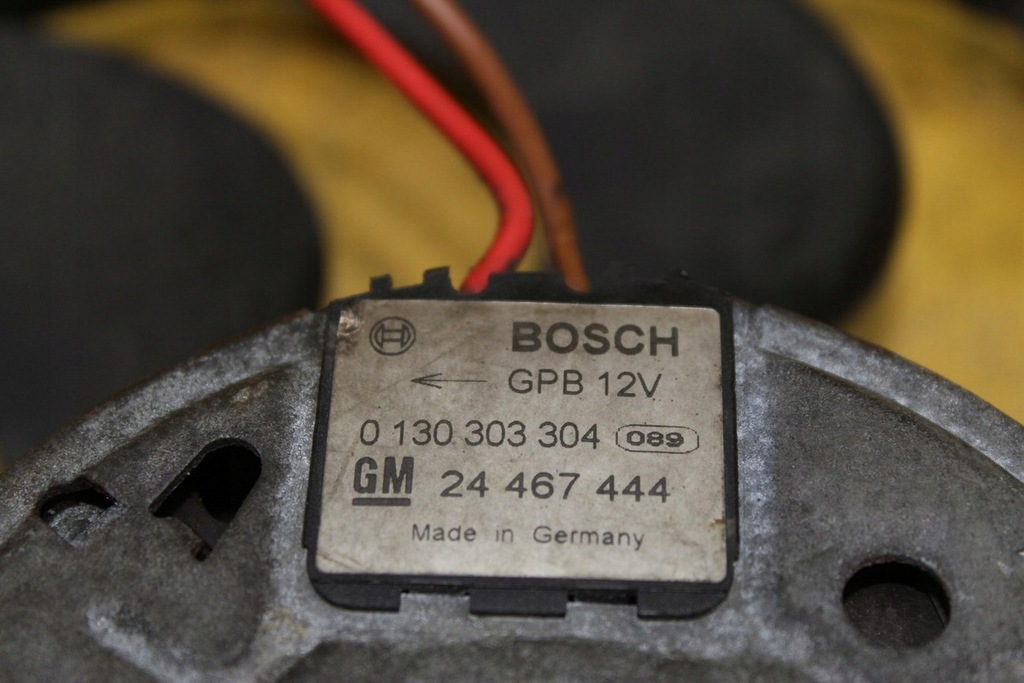 BOSCH
GPB 12V
0 130 303 304 089
GM 24 467 444
Made in Germany